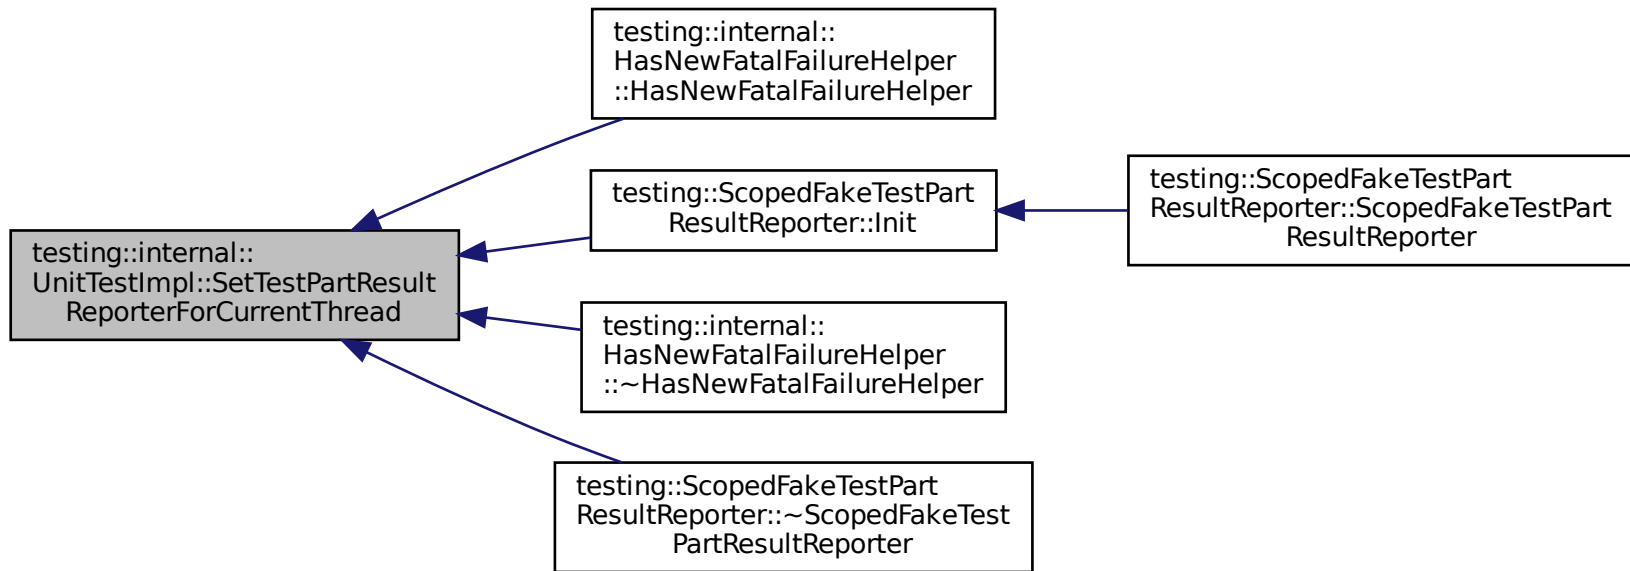 testing::internal::
HasNewFatalFailureHelper
::HasNewFatalFailureHelper
testing::ScopedFakeTestPart
ResultReporter::Init
testing::ScopedFakeTestPart
ResultReporter::ScopedFakeTestPart
ResultReporter
testing::internal::
UnitTestImpl::SetTestPartResult
ReporterForCurrentThread
testing::internal::
HasNewFatalFailureHelper
::~HasNewFatalFailureHelper
testing::ScopedFakeTestPart
ResultReporter::~ScopedFakeTest
PartResultReporter